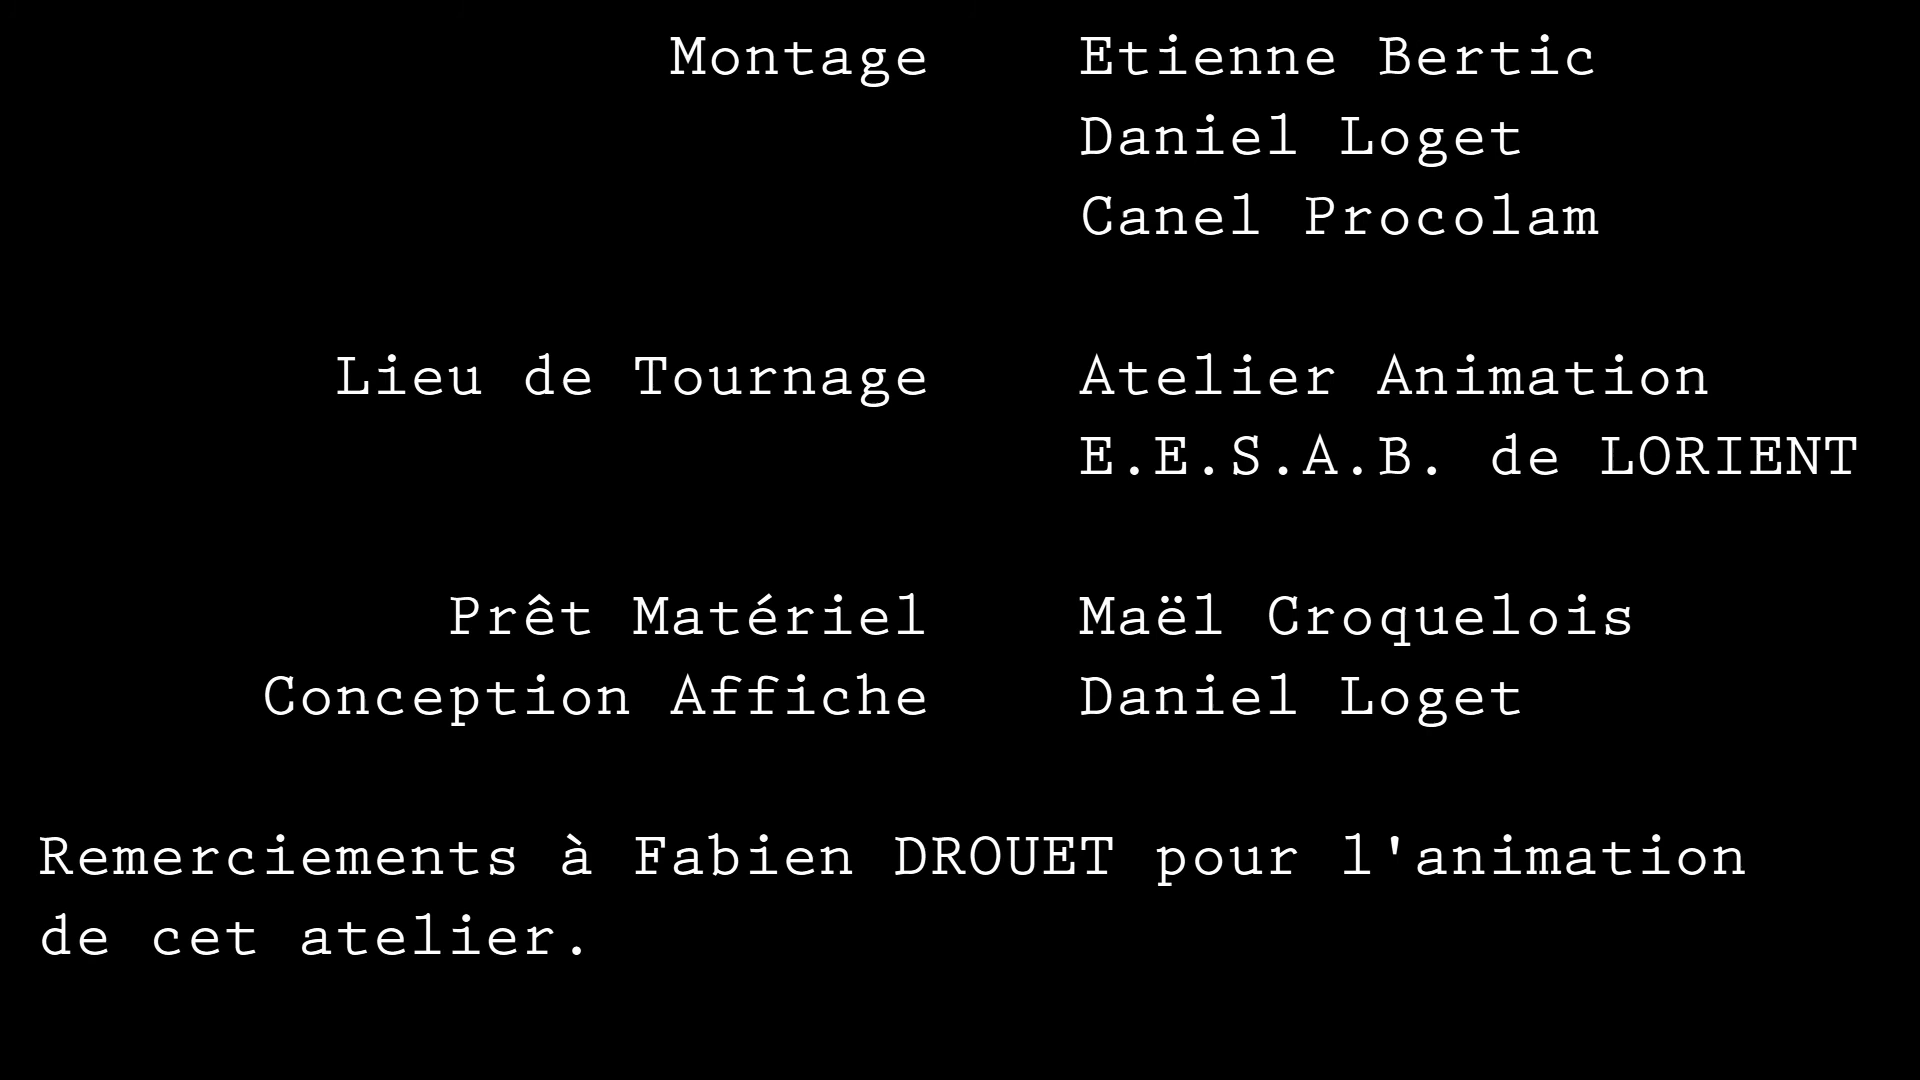 Montage Etienne Bertic
Daniel Loget
Canel Procolam
Lieu de Tournage Atelier Animation
E.E.S.A.B. de LORIENT
Prêt Matériel Maël Croquelois
Conception Affiche Daniel Loget
Remerciements à Fabien DROUET pour l'animation
de cet atelier.